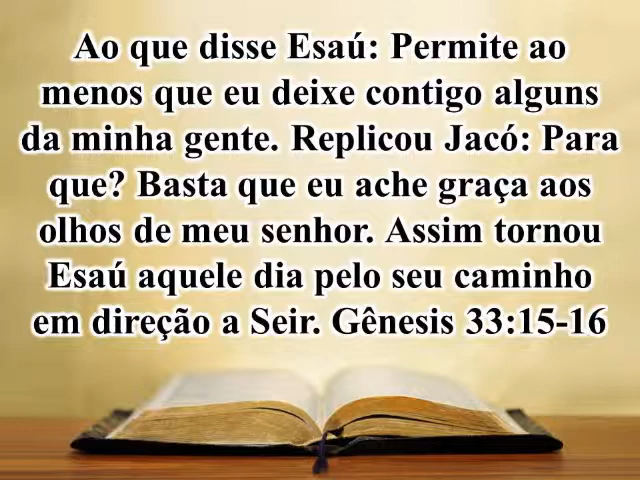 Ao que disse Esaú: Permite ao
menos que eu deixe contigo alguns
da minha gente. Replicou Jacó: Para
que? Basta que eu ache graça aos
olhos de meu senhor. Assim tornou
Esaú aquele dia pelo seu caminho
em direção a Seir. Gênesis 33:15-16